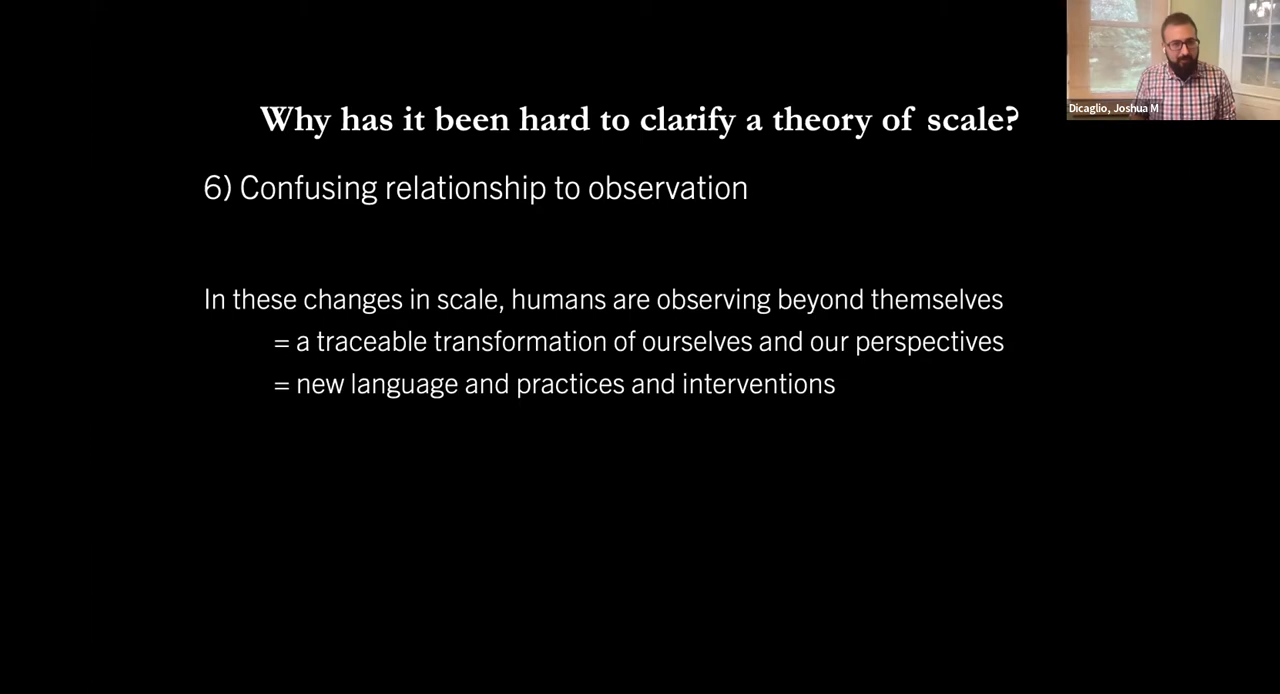 Dicaglio, Joshua M
Why has it been hard to clarify a theory of scale?
6) Confusing relationship to observation
In these changes in scale, humans are observing beyond themselves
= a traceable transformation of ourselves and our perspectives
= new language and practices and interventions